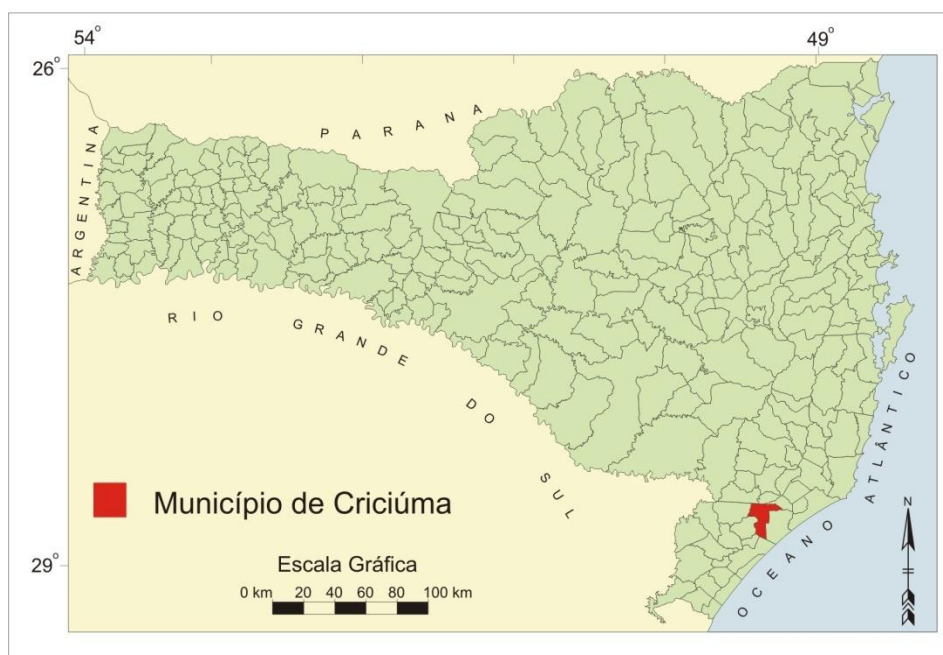 54°
49°
26°
PARANA
ARGENTINA
RIO GRANDE DO SUL
OCEANO ATLÂNTICO
N
Município de Criciúma
29°
Escala Gráfica
0 km 20 40 60 80 100 km